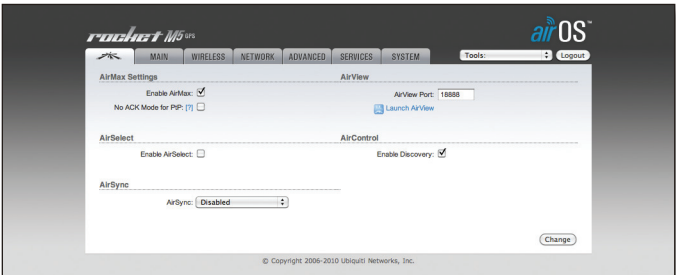 rocket M5 GPS
airOS™
MAIN WIRELESS NETWORK ADVANCED SERVICES SYSTEM Tools: Logout
AirMax Settings
Enable AirMax:
No ACK Mode for PtP: [?]
AirView
AirView Port: 18888
Launch AirView
AirSelect
Enable AirSelect:
AirControl
Enable Discovery:
AirSync
AirSync: Disabled
Change
© Copyright 2006-2010 Ubiquiti Networks, Inc.